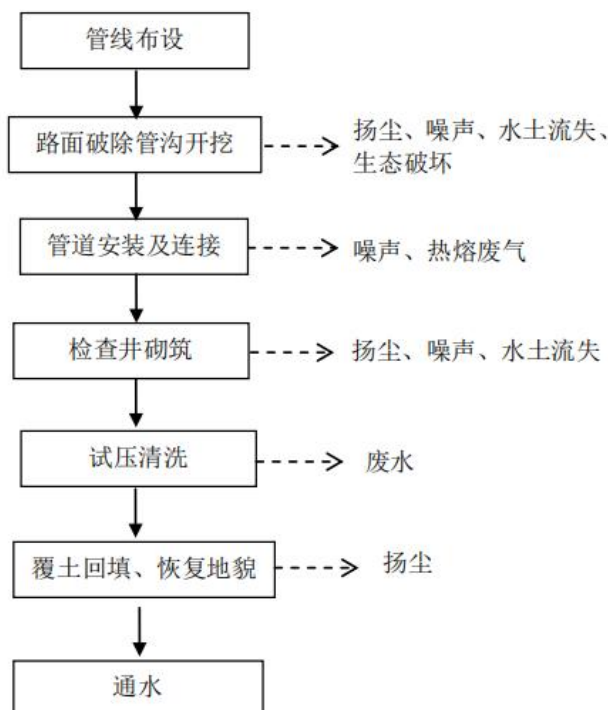 管线布设
路面破除管沟开挖
扬尘、噪声、水土流失、
生态破坏
管道安装及连接
噪声、热熔废气
检查井砌筑
扬尘、噪声、水土流失
试压清洗
废水
覆土回填、恢复地貌
扬尘
通水